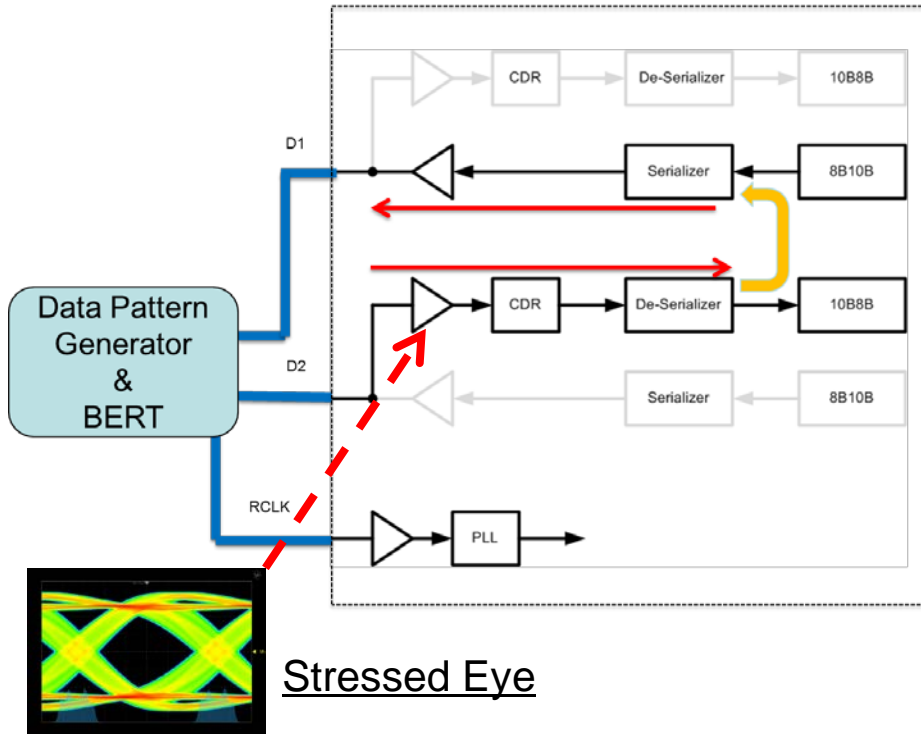 CDR
De-Serializer
10B8B
D1
Serializer
8B10B
Data Pattern
Generator
&
BERT
CDR
De-Serializer
10B8B
D2
Serializer
8B10B
RCLK
PLL
Stressed Eye